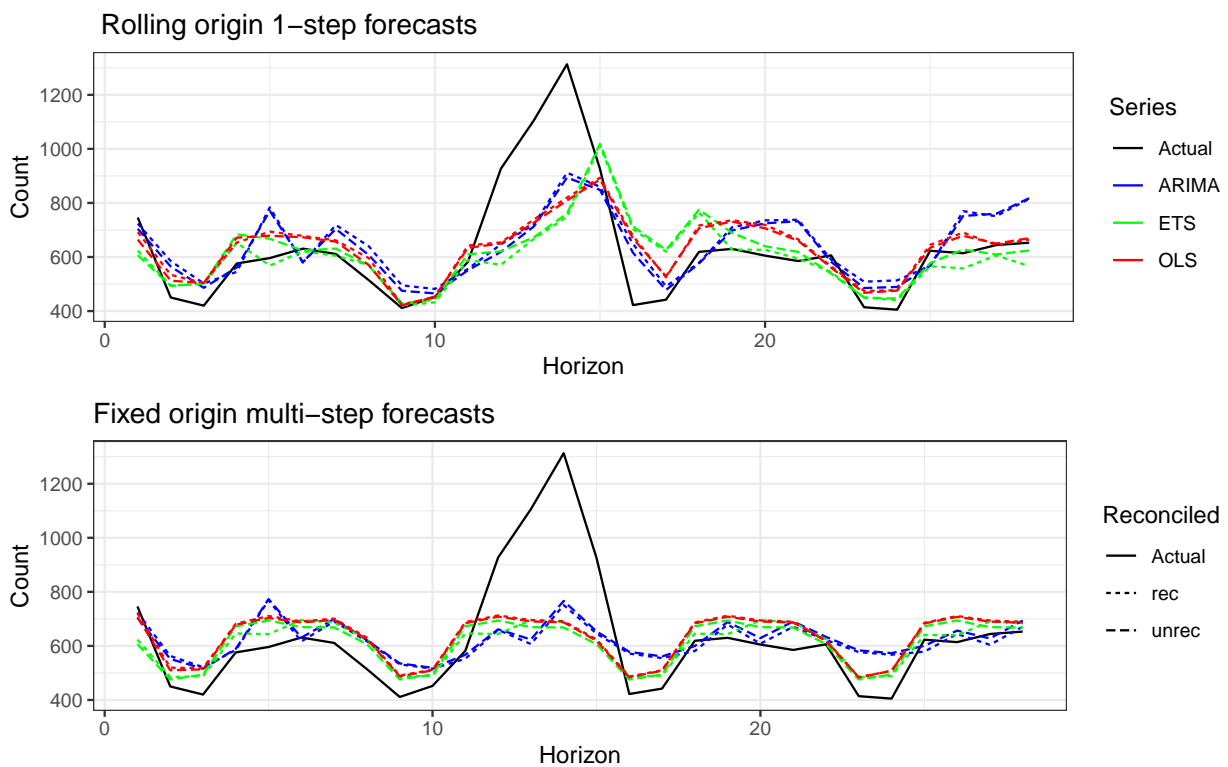 Rolling origin 1−step forecasts
1200
1000
800
600
400
Count
0
10
20
Horizon
Series
Actual
ARIMA
ETS
OLS
Fixed origin multi−step forecasts
1200
1000
800
600
400
Count
0
10
20
Horizon
Reconciled
Actual
rec
unrec